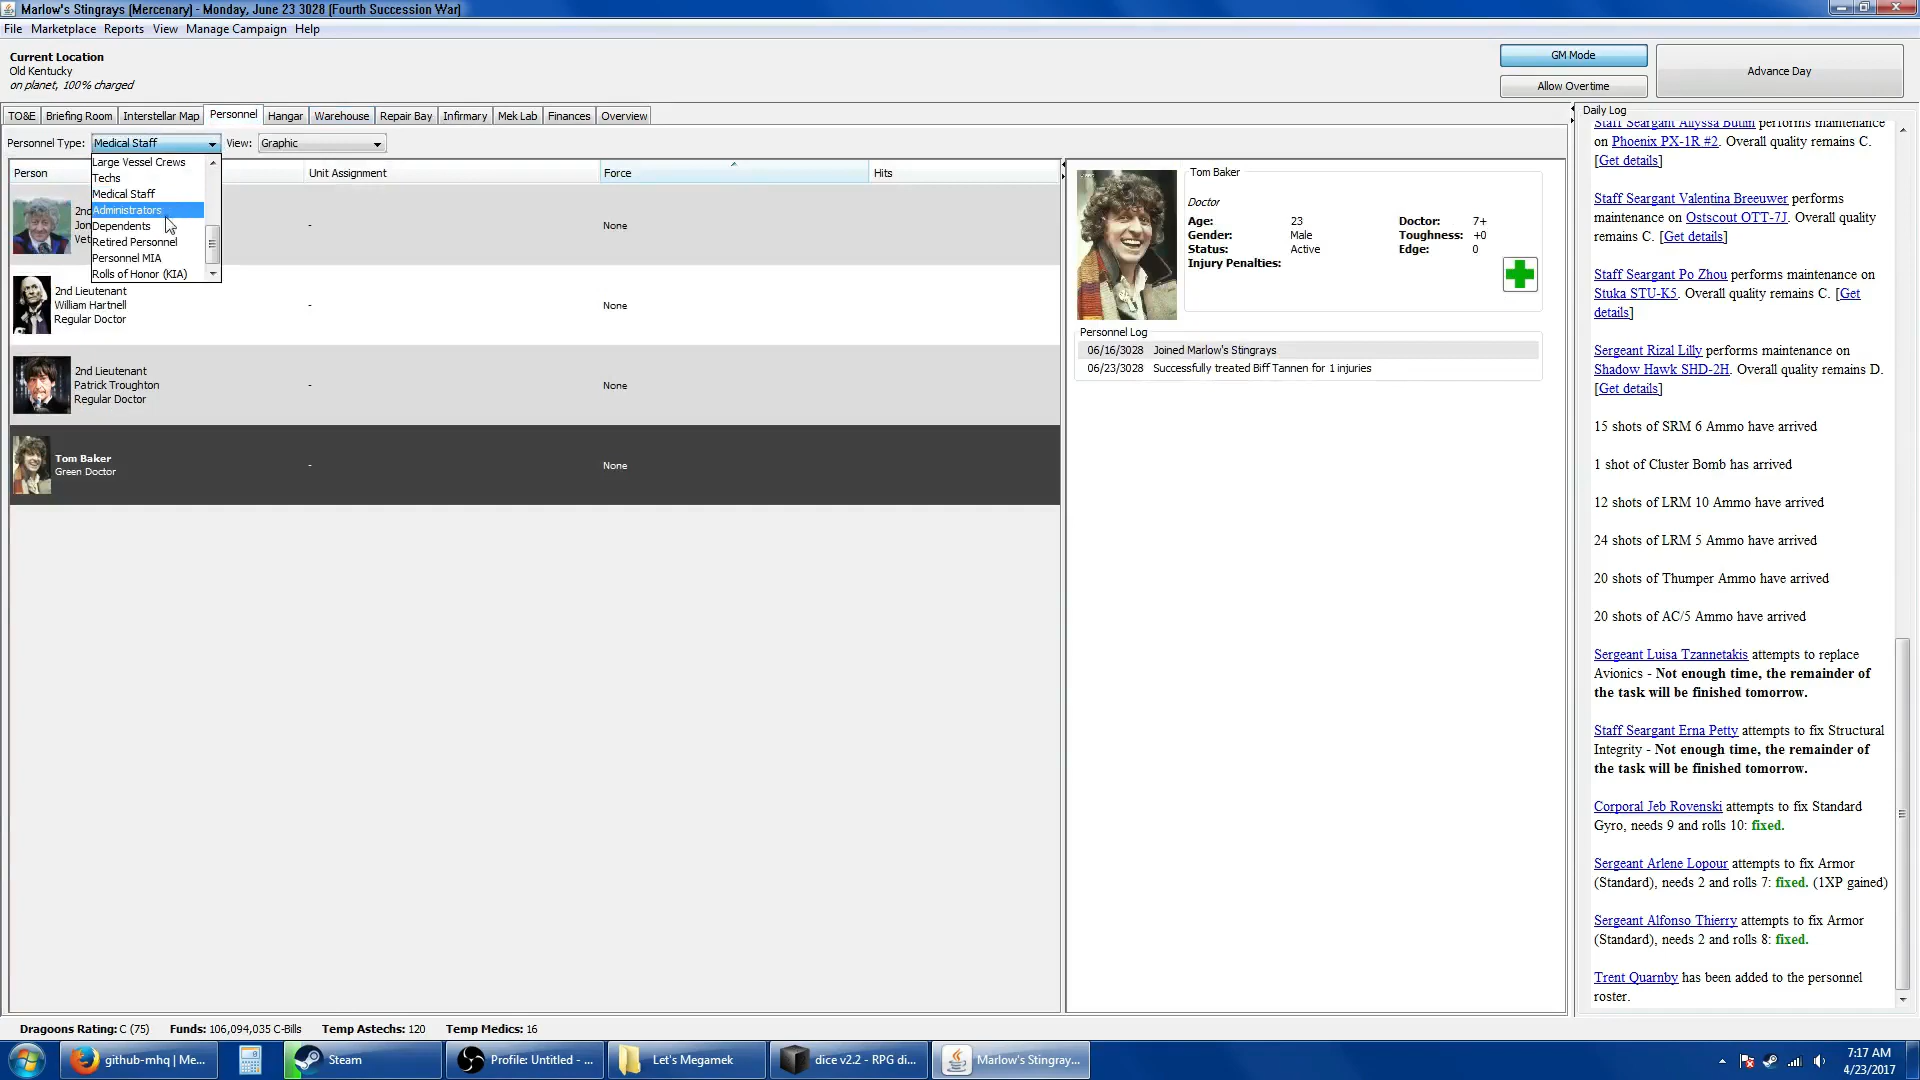 Marlow's Stingrays (Mercenary) - Monday, June 23 3028 (Fourth Succession War)
File Marketplace Reports View Manage Campaign Help
Current Location
Old Kentucky
on planet, 100% charged
GM Mode
Allow Overtime
Advance Day
TO&E Briefing Room Interstellar Map Personnel Hangar Warehouse Repair Bay Infirmary Mek Lab Finances Overview
Personnel Type: Medical Staff View: Graphic
Large Vessel Crews
Techs
Medical Staff
Administrators
Dependents
Retired Personnel
Personnel MIA
Rolls of Honor (KIA)
Person Unit Assignment Force Hits
2nd
Jon
Vet
- None
2nd Lieutenant
William Hartnell
Regular Doctor
- None
2nd Lieutenant
Patrick Troughton
Regular Doctor
- None
Tom Baker
Green Doctor
- None
Tom Baker
Doctor
Age: 23 Doctor: 7+
Gender: Male Toughness: +0
Status: Active Edge: 0
Injury Penalties:
Personnel Log
06/16/3028 Joined Marlow's Stingrays
06/23/3028 Successfully treated Biff Tannen for 1 injuries
Daily Log
Staff Seargant Allyssa Butlin performs maintenance
on Phoenix PX-1R #2. Overall quality remains C.
[Get details]
Staff Seargant Valentina Breeuwer performs
maintenance on Ostscout OTT-7J. Overall quality
remains C. [Get details]
Staff Seargant Po Zhou performs maintenance on
Stuka STU-K5. Overall quality remains C. [Get
details]
Sergeant Rizal Lilly performs maintenance on
Shadow Hawk SHD-2H. Overall quality remains D.
[Get details]
15 shots of SRM 6 Ammo have arrived
1 shot of Cluster Bomb has arrived
12 shots of LRM 10 Ammo have arrived
24 shots of LRM 5 Ammo have arrived
20 shots of Thumper Ammo have arrived
20 shots of AC/5 Ammo have arrived
Sergeant Luisa Tzannetakis attempts to replace
Avionics - Not enough time, the remainder of
the task will be finished tomorrow.
Staff Seargant Erna Petty attempts to fix Structural
Integrity - Not enough time, the remainder of
the task will be finished tomorrow.
Corporal Jeb Rovenski attempts to fix Standard
Gyro, needs 9 and rolls 10: fixed.
Sergeant Arlene Lopour attempts to fix Armor
(Standard), needs 2 and rolls 7: fixed. (1XP gained)
Sergeant Alfonso Thierry attempts to fix Armor
(Standard), needs 2 and rolls 8: fixed.
Trent Quarnby has been added to the personnel
roster.
Dragoons Rating: C (75) Funds: 106,094,035 C-Bills Temp Astechs: 120 Temp Medics: 16
github-mhq | Me... Steam Profile: Untitled - ... Let's Megamek dice v2.2 - RPG di... Marlow's Stingray...
7:17 AM
4/23/2017